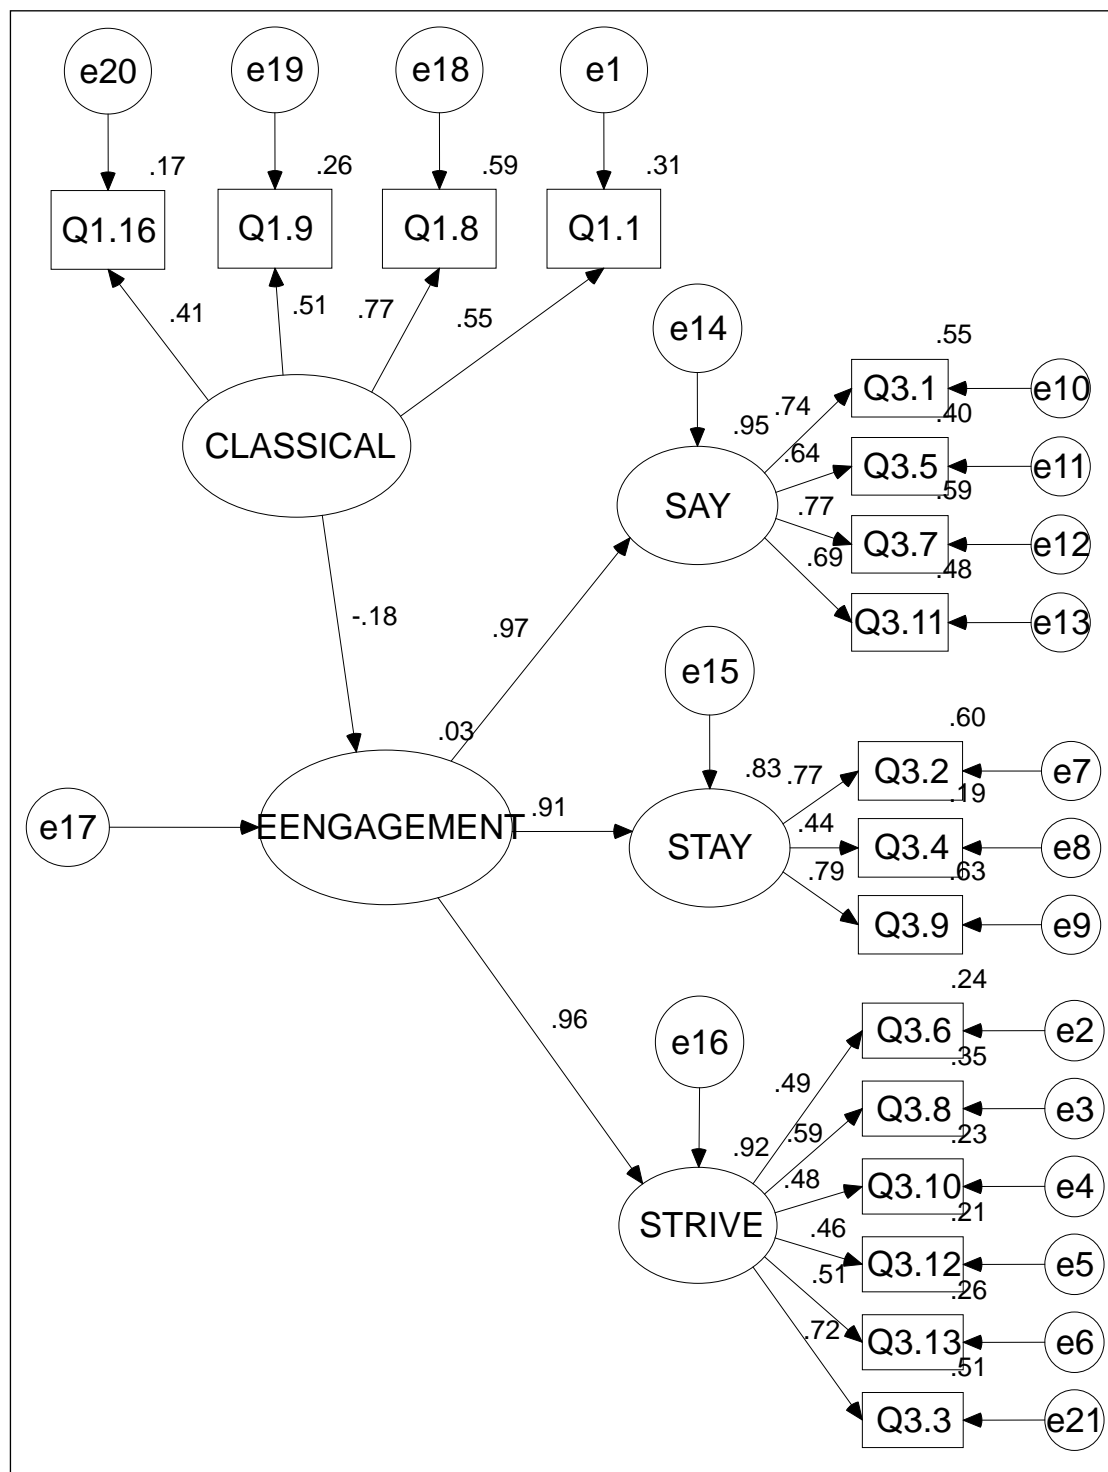 e20 e19 e18 e1
.17 .26 .59 .31
Q1.16 Q1.9 Q1.8 Q1.1
.41 .51 .77 .55
CLASSICAL
-.18
e14
.95
SAY
.97
.55
.74 Q3.1 e10
.40
.64 Q3.5 e11
.59
.77 Q3.7 e12
.48
.69 Q3.11 e13
e15
.03
e17 EENGAGEMENT .91
.83
STAY
.60
.77 Q3.2 e7
.19
.44 Q3.4 e8
.63
.79 Q3.9 e9
.96
e16
.92
STRIVE
.24
.49 Q3.6 e2
.35
.59 Q3.8 e3
.23
.48 Q3.10 e4
.21
.46 Q3.12 e5
.26
.51 Q3.13 e6
.51
.72 Q3.3 e21